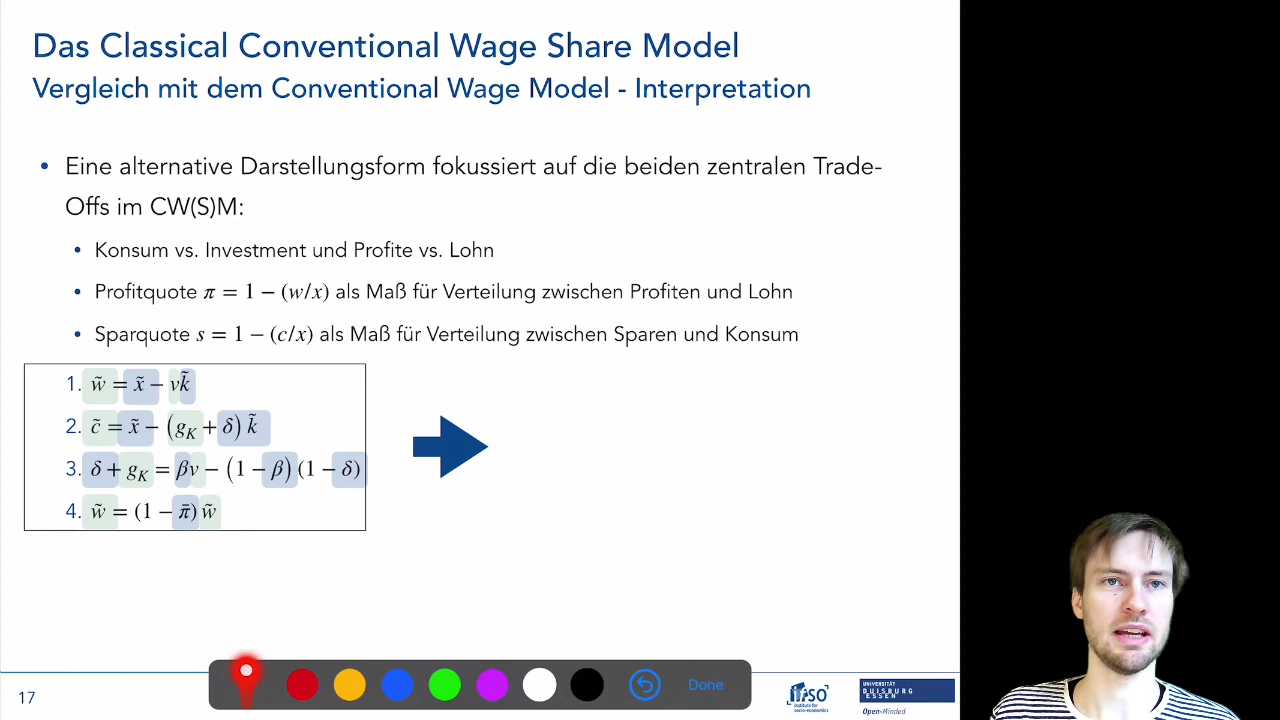 Das Classical Conventional Wage Share Model
Vergleich mit dem Conventional Wage Model - Interpretation
• Eine alternative Darstellungsform fokussiert auf die beiden zentralen Trade-
Offs im CW(S)M:
• Konsum vs. Investment und Profite vs. Lohn
• Profitquote π = 1 − (w/x) als Maß für Verteilung zwischen Profiten und Lohn
• Sparquote s = 1 − (c/x) als Maß für Verteilung zwischen Sparen und Konsum
1. w̃ = x̃ − vk̃
2. c̃ = x̃ − (g_K + δ) k̃
3. δ + g_K = βv − (1 − β) (1 − δ)
4. w̃ = (1 − π̄) w̃
Done
17
ifso
institute for
socio-economics
UNIVERSITÄT
DUISBURG
ESSEN
Open-Minded